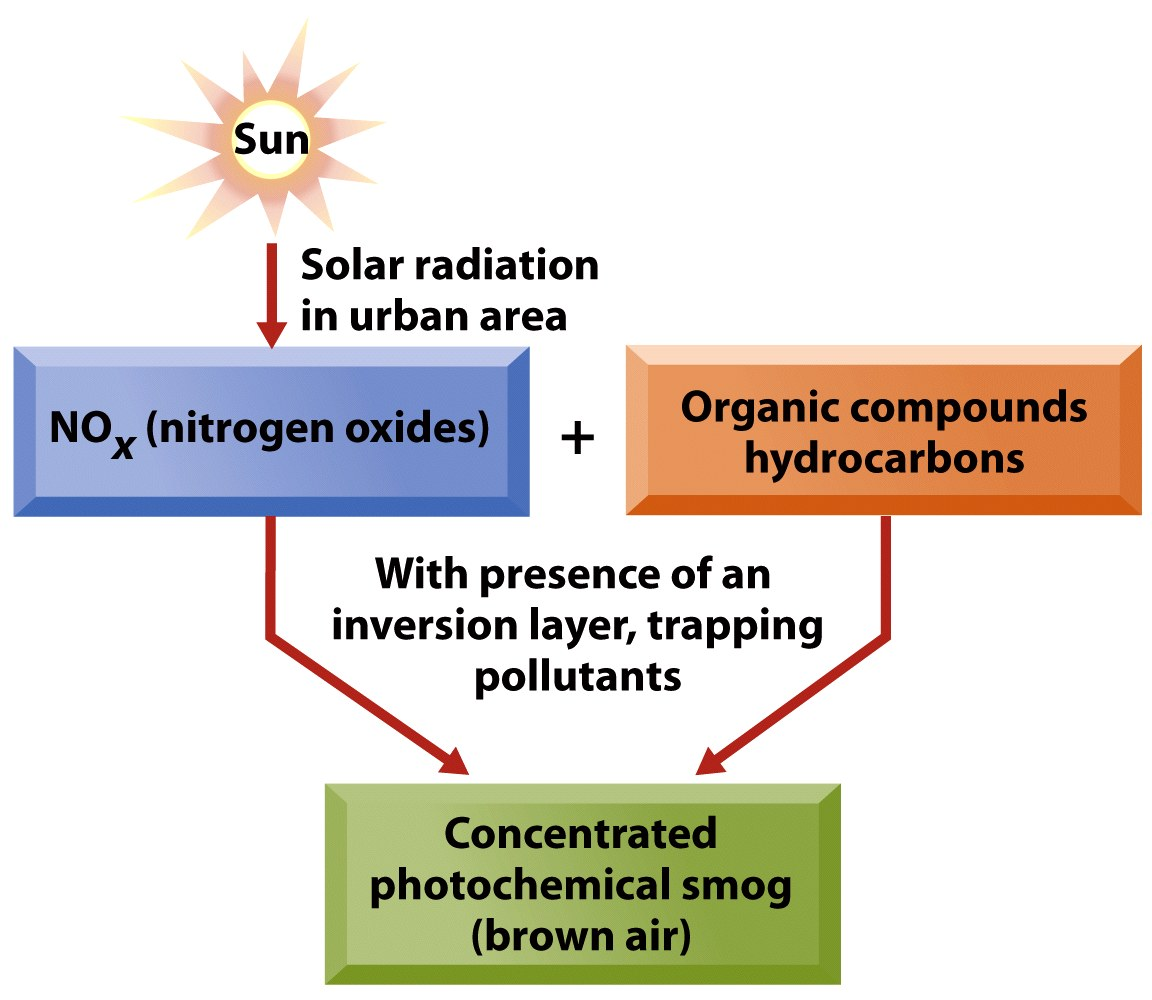 Sun
Solar radiation
in urban area
NOx (nitrogen oxides)
+
Organic compounds
hydrocarbons
With presence of an
inversion layer, trapping
pollutants
Concentrated
photochemical smog
(brown air)